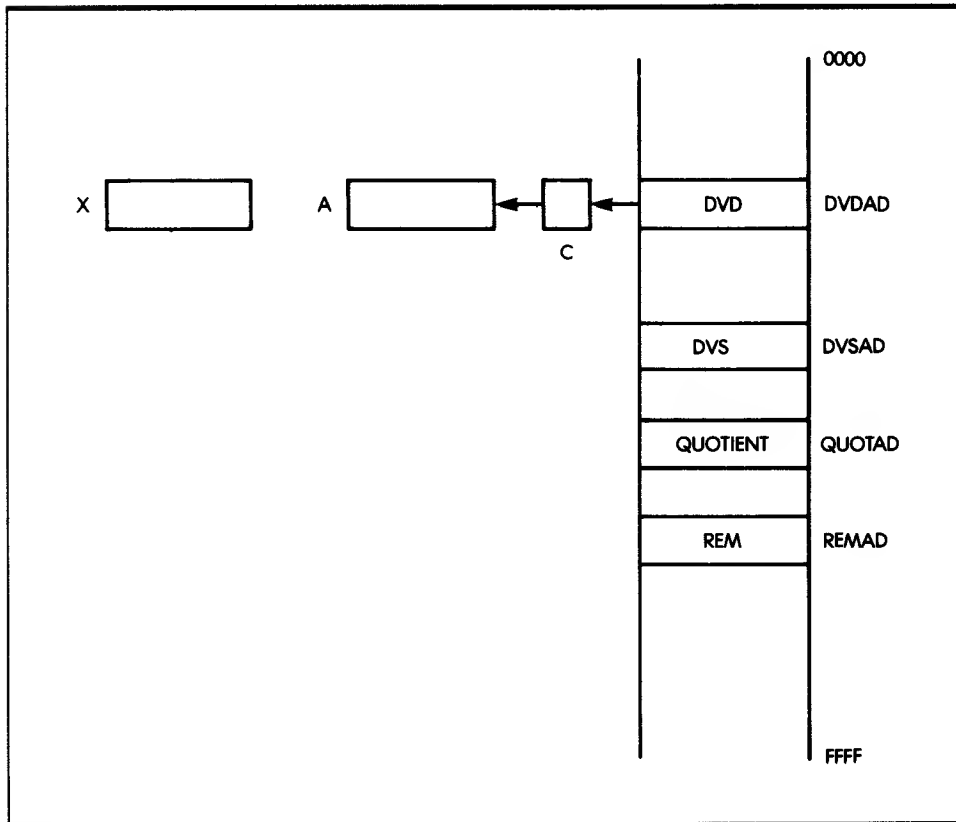 0000
X
A
DVD
DVDAD
C
DVS
DVSAD
QUOTIENT
QUOTAD
REM
REMAD
FFFF